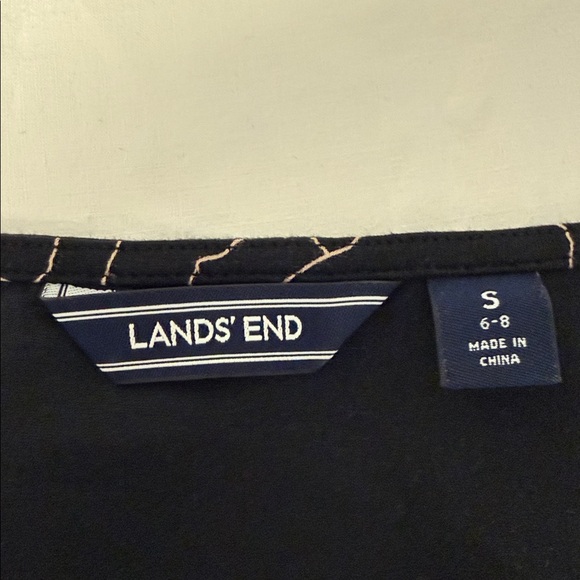 LANDS' END
S
6-8
MADE IN
CHINA